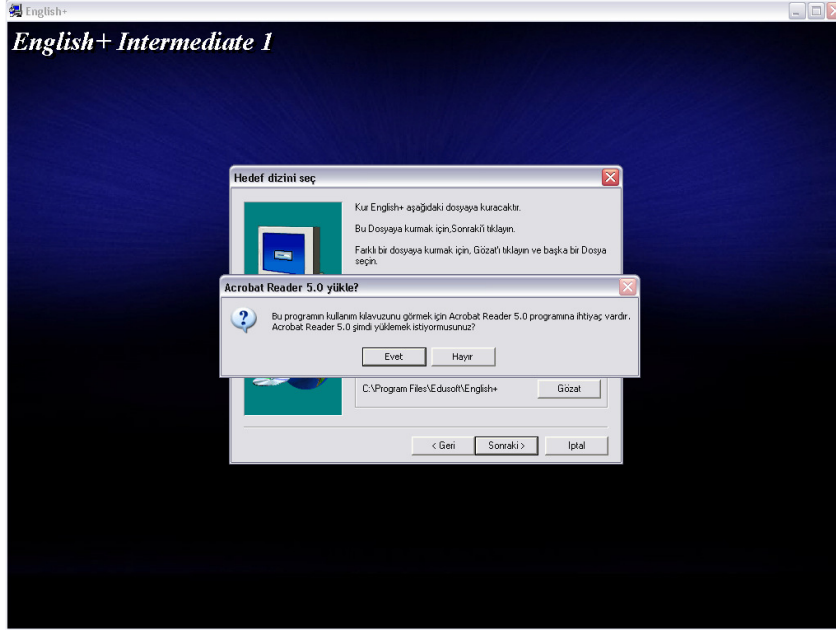 English+
English+ Intermediate 1
Hedef dizini seç
Kur English+ aşağıdaki dosyaya kuracaktır.
Bu Dosyaya kurmak için,Sonraki'i tıklayın.
Farklı bir dosyaya kurmak için, Gözat'ı tıklayın ve başka bir Dosya
seçin.
Acrobat Reader 5.0 yükle?
Bu programın kullanım kılavuzunu görmek için Acrobat Reader 5.0 programına ihtiyaç vardır.
Acrobat Reader 5.0 şimdi yüklemek istiyormusunuz?
Evet Hayır
C:\Program Files\Edusoft\English+ Gözat
< Geri Sonraki > Iptal